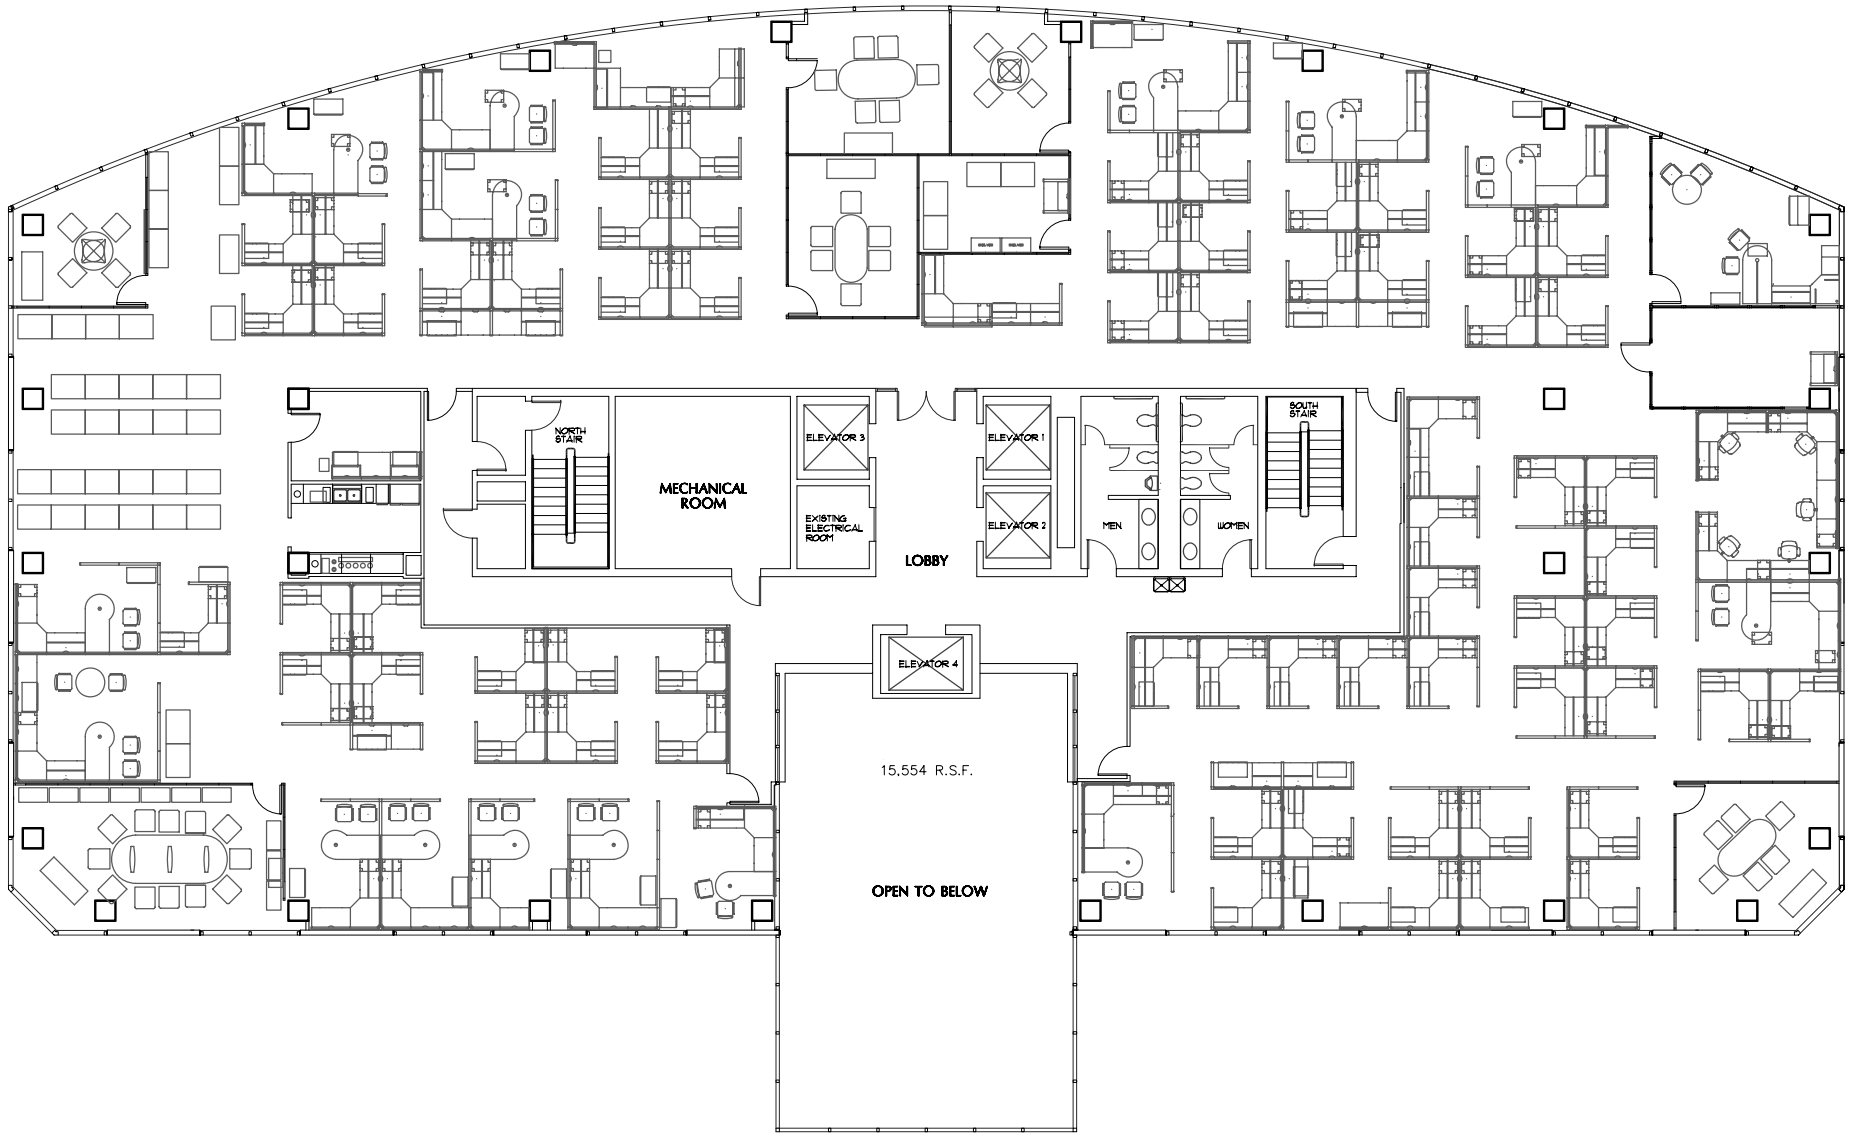 NORTH
STAIR
MECHANICAL
ROOM
ELEVATOR 3
EXISTING
ELECTRICAL
ROOM
LOBBY
ELEVATOR 1
ELEVATOR 2
MEN
WOMEN
SOUTH
STAIR
ELEVATOR 4
15,554 R.S.F.
OPEN TO BELOW